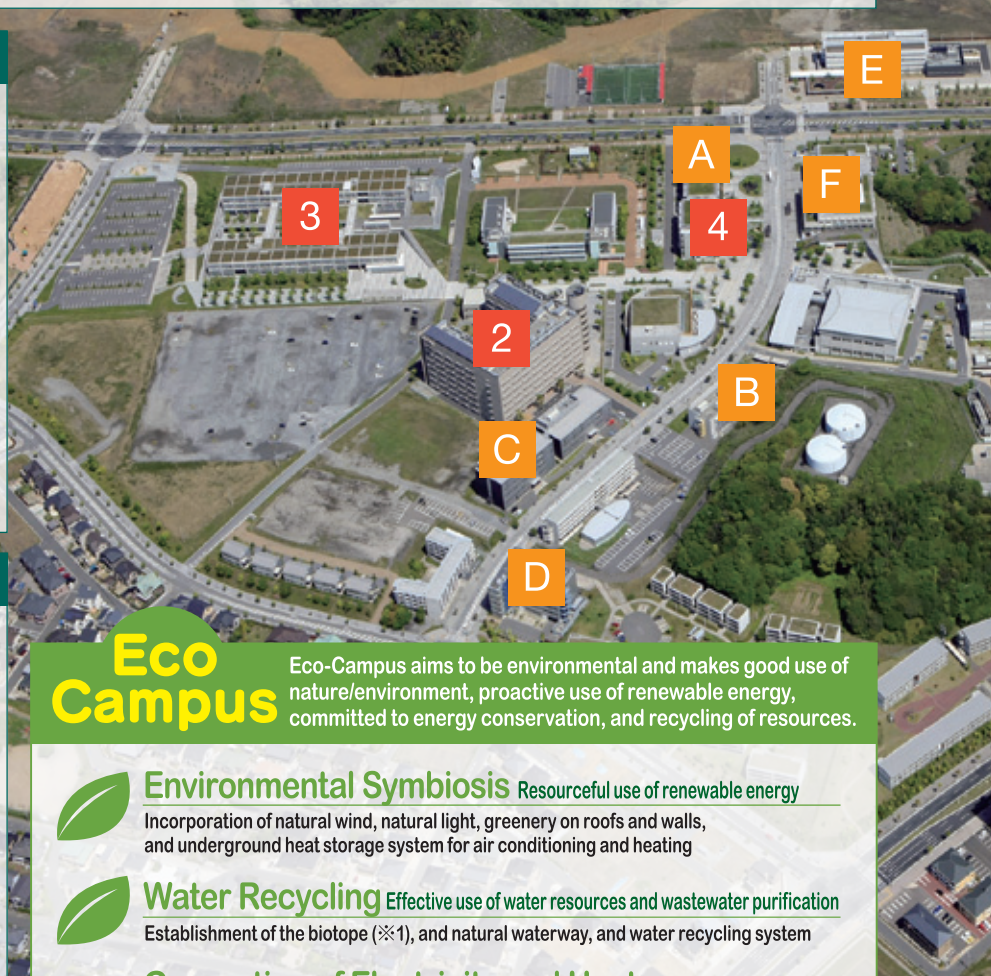 E
A
F
3
4
2
B
C
D
Eco
Campus
Eco-Campus aims to be environmental and makes good use of
nature/environment, proactive use of renewable energy,
committed to energy conservation, and recycling of resources.
Environmental Symbiosis Resourceful use of renewable energy
Incorporation of natural wind, natural light, greenery on roofs and walls,
and underground heat storage system for air conditioning and heating
Water Recycling Effective use of water resources and wastewater purification
Establishment of the biotope (※1), and natural waterway, and water recycling system